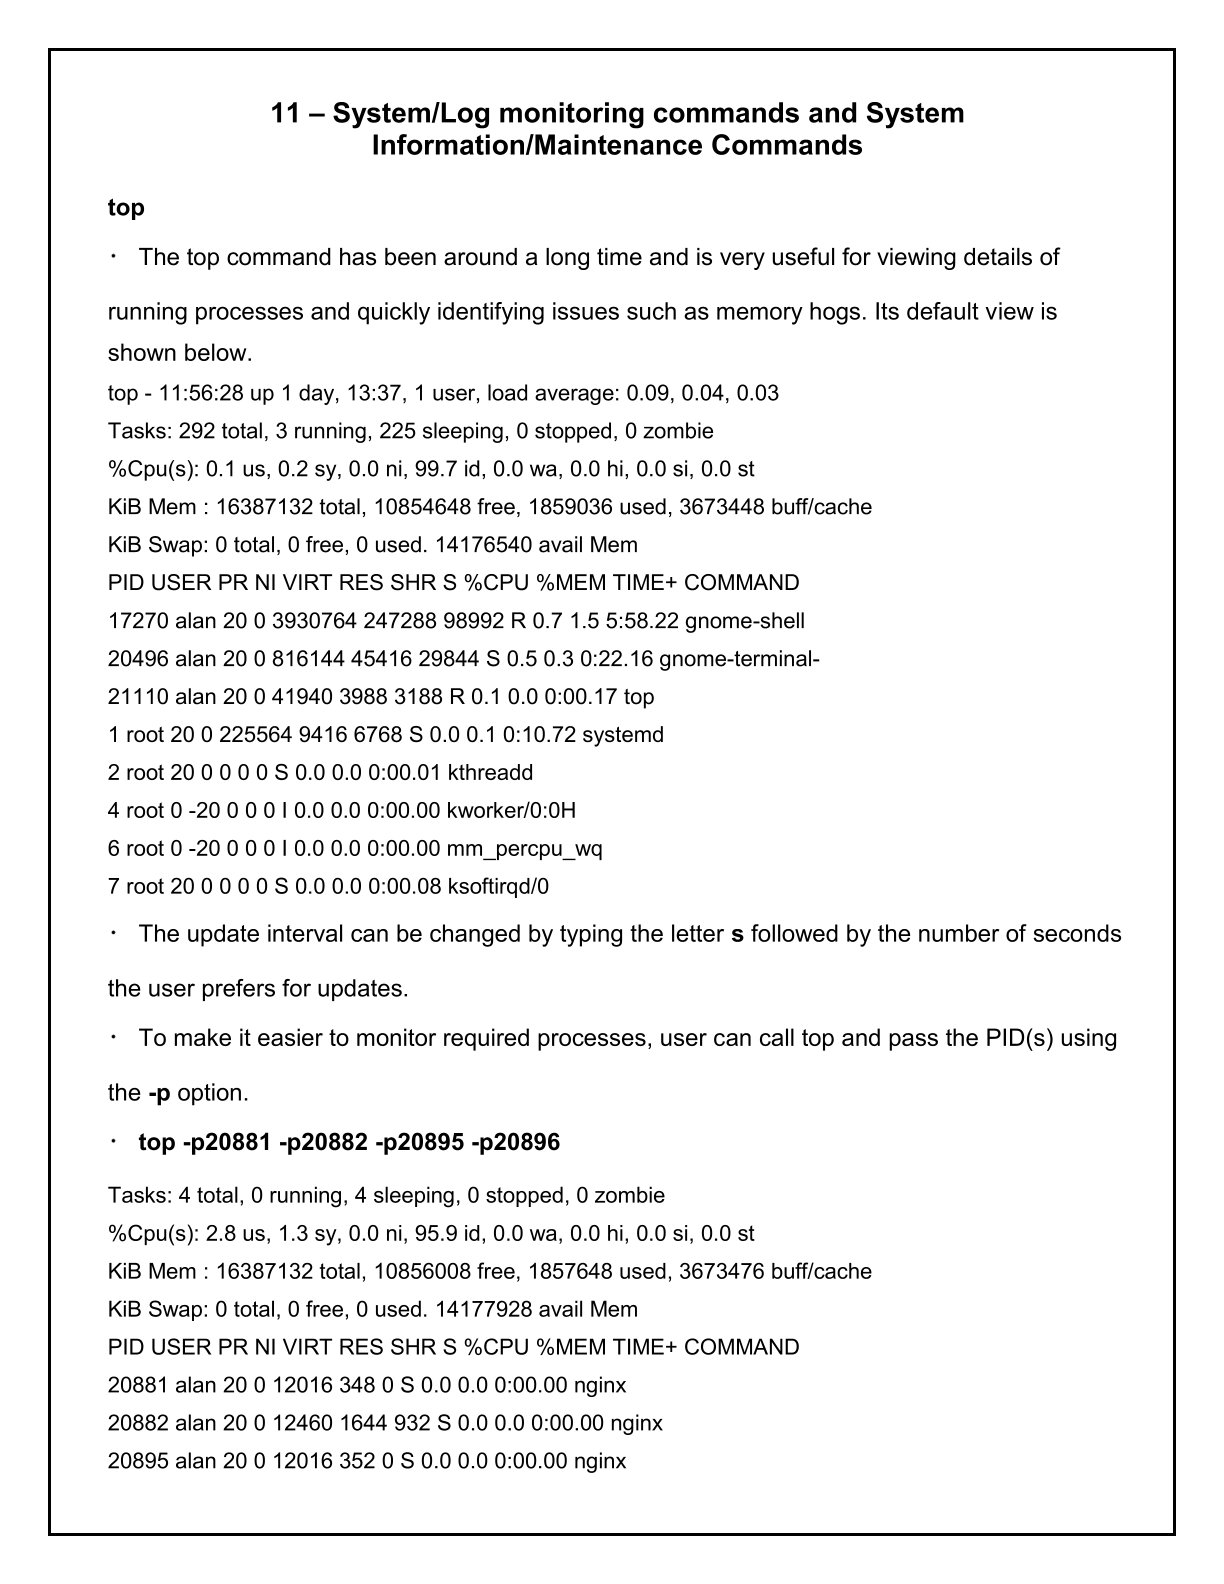 11 – System/Log monitoring commands and System
Information/Maintenance Commands
top
· The top command has been around a long time and is very useful for viewing details of
running processes and quickly identifying issues such as memory hogs. Its default view is
shown below.
top - 11:56:28 up 1 day, 13:37, 1 user, load average: 0.09, 0.04, 0.03
Tasks: 292 total, 3 running, 225 sleeping, 0 stopped, 0 zombie
%Cpu(s): 0.1 us, 0.2 sy, 0.0 ni, 99.7 id, 0.0 wa, 0.0 hi, 0.0 si, 0.0 st
KiB Mem : 16387132 total, 10854648 free, 1859036 used, 3673448 buff/cache
KiB Swap: 0 total, 0 free, 0 used. 14176540 avail Mem
PID USER PR NI VIRT RES SHR S %CPU %MEM TIME+ COMMAND
17270 alan 20 0 3930764 247288 98992 R 0.7 1.5 5:58.22 gnome-shell
20496 alan 20 0 816144 45416 29844 S 0.5 0.3 0:22.16 gnome-terminal-
21110 alan 20 0 41940 3988 3188 R 0.1 0.0 0:00.17 top
1 root 20 0 225564 9416 6768 S 0.0 0.1 0:10.72 systemd
2 root 20 0 0 0 0 S 0.0 0.0 0:00.01 kthreadd
4 root 0 -20 0 0 0 I 0.0 0.0 0:00.00 kworker/0:0H
6 root 0 -20 0 0 0 I 0.0 0.0 0:00.00 mm_percpu_wq
7 root 20 0 0 0 0 S 0.0 0.0 0:00.08 ksoftirqd/0
· The update interval can be changed by typing the letter s followed by the number of seconds
the user prefers for updates.
· To make it easier to monitor required processes, user can call top and pass the PID(s) using
the -p option.
· top -p20881 -p20882 -p20895 -p20896
Tasks: 4 total, 0 running, 4 sleeping, 0 stopped, 0 zombie
%Cpu(s): 2.8 us, 1.3 sy, 0.0 ni, 95.9 id, 0.0 wa, 0.0 hi, 0.0 si, 0.0 st
KiB Mem : 16387132 total, 10856008 free, 1857648 used, 3673476 buff/cache
KiB Swap: 0 total, 0 free, 0 used. 14177928 avail Mem
PID USER PR NI VIRT RES SHR S %CPU %MEM TIME+ COMMAND
20881 alan 20 0 12016 348 0 S 0.0 0.0 0:00.00 nginx
20882 alan 20 0 12460 1644 932 S 0.0 0.0 0:00.00 nginx
20895 alan 20 0 12016 352 0 S 0.0 0.0 0:00.00 nginx